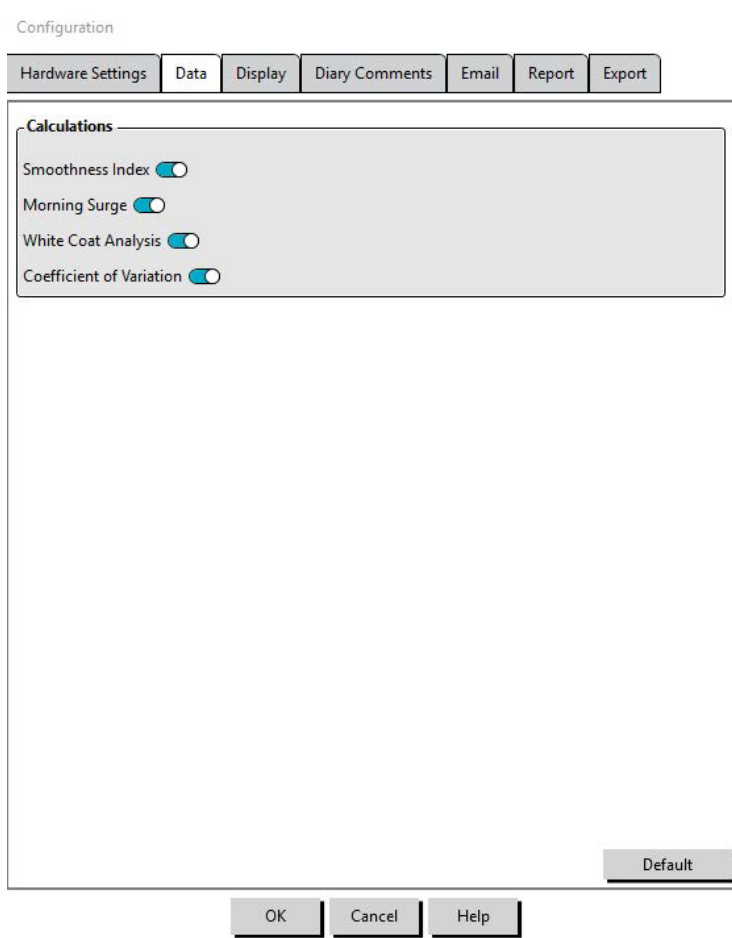 Configuration
Hardware Settings Data Display Diary Comments Email Report Export
Calculations
Smoothness Index
Morning Surge
White Coat Analysis
Coefficient of Variation
Default
OK Cancel Help